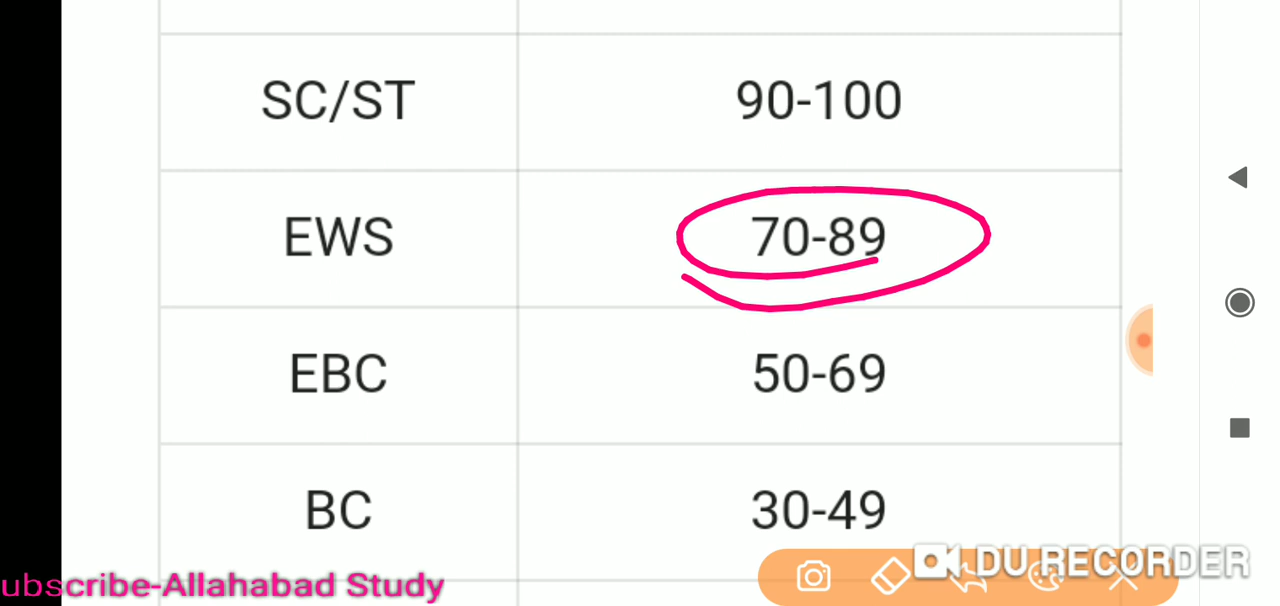 SC/ST 90-100
EWS 70-89
EBC 50-69
BC 30-49
DU RECORDER
ubscribe-Allahabad Study